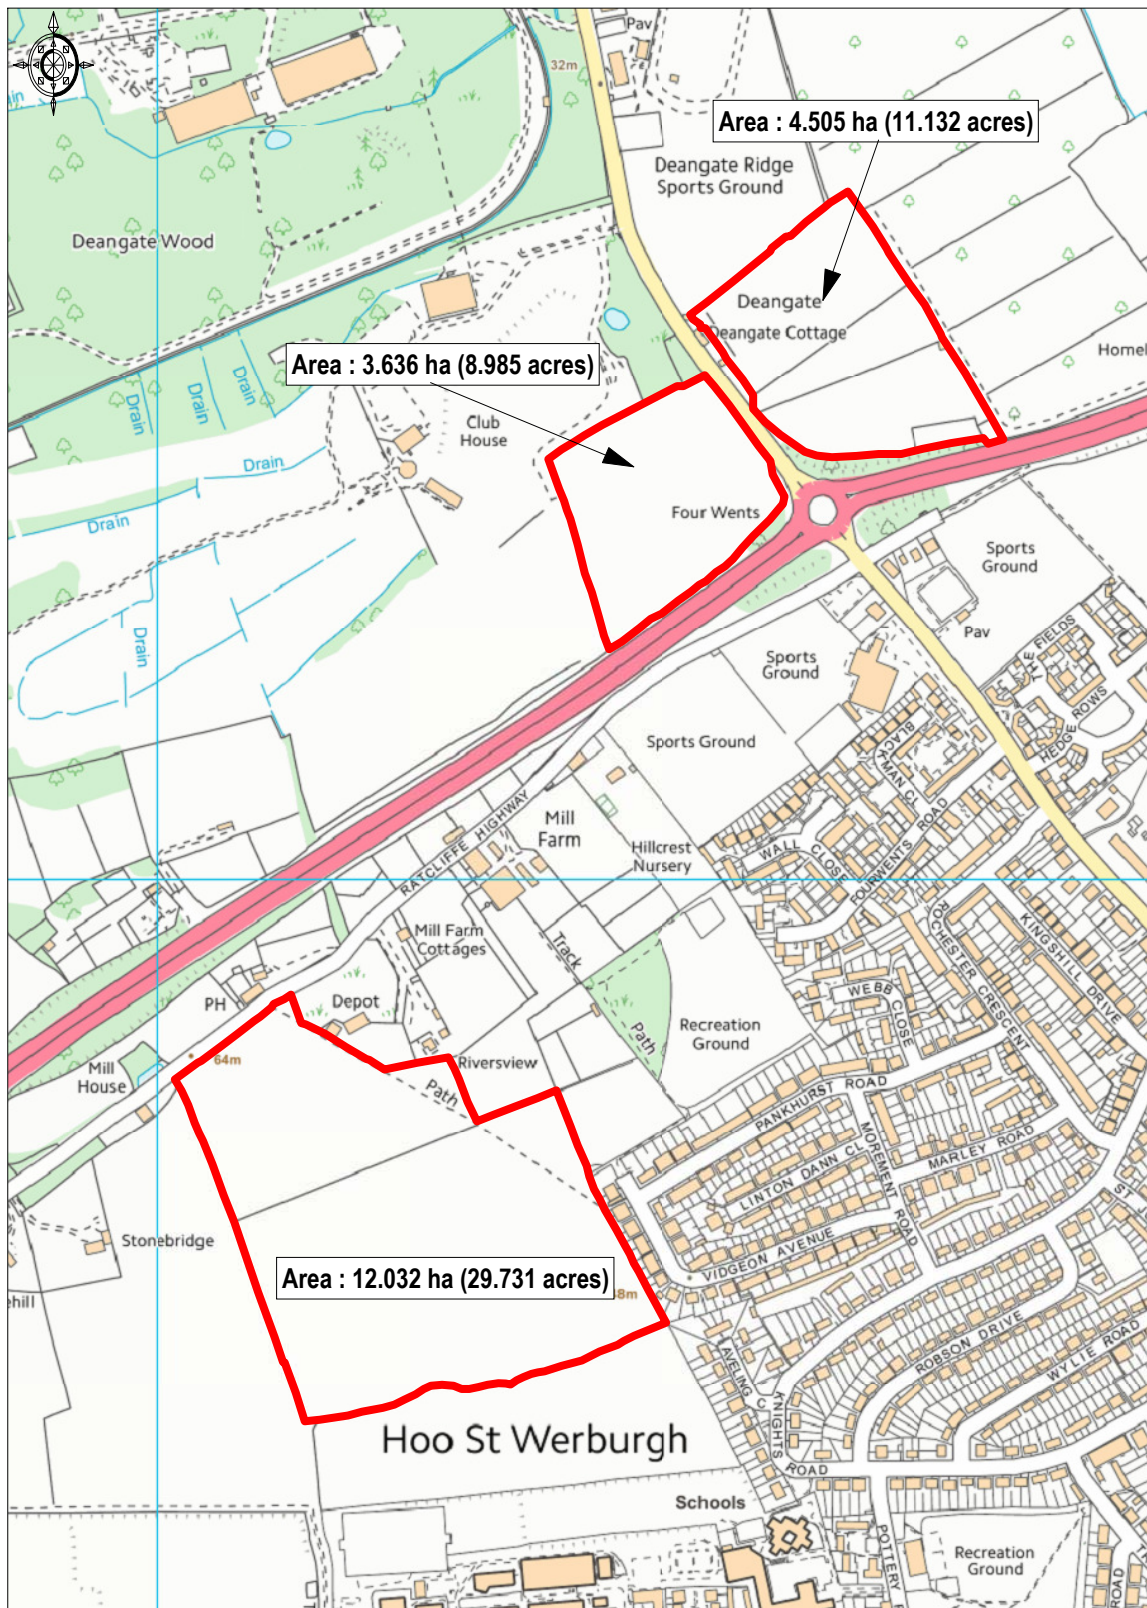 Pav
32m
Area : 4.505 ha (11.132 acres)
Deangate Ridge
Sports Ground
Deangate Wood
Deangate
Deangate Cottage
Area : 3.636 ha (8.985 acres)
Drain
Drain
Drain
Club
House
Drain
Drain
Four Wents
Sports
Ground
Pav
Drain
Sports
Ground
THE FIELDS
HEDGE ROWS
Sports Ground
BLACKMAN CL
RATCLIFFE HIGHWAY
Mill
Farm
Hillcrest
Nursery
WALL CLOSE
FOURWENTS ROAD
ROCHESTER CRESCENT
KINGSHILL DRIVE
Mill Farm
Cottages
Track
WEBB CLOSE
PH
Depot
Path
Recreation
Ground
64m
Mill
House
Riversview
Path
PANKHURST ROAD
MOREMENT ROAD
MARLEY ROAD
LINTON DANN CL
ST
Stonebridge
VIDGEON AVENUE
Area : 12.032 ha (29.731 acres)
ROBSON DRIVE
WYLIE ROAD
AVELING C
KNIGHTS
ROAD
Hoo St Werburgh
Schools
POTTERY
Recreation
Ground
ROAD